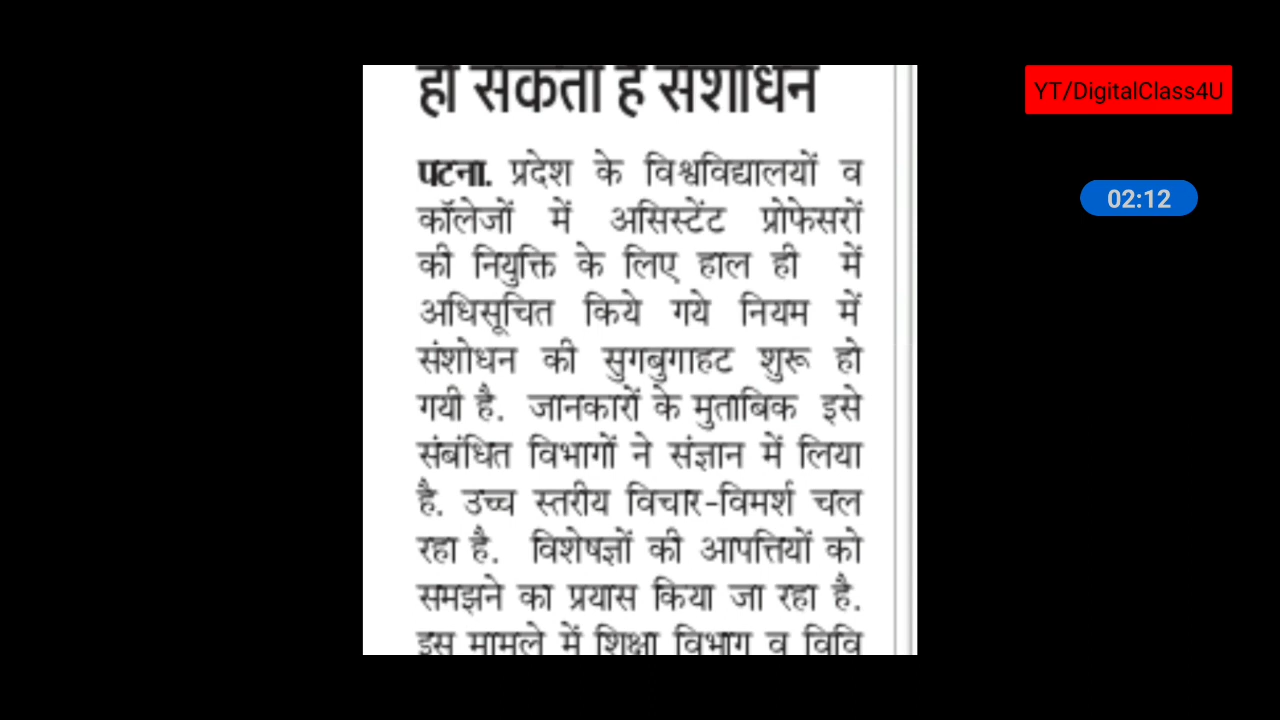 हो सकता है संशोधन
YT/DigitalClass4U
पटना. प्रदेश के विश्वविद्यालयों व
02:12
कॉलेजों में असिस्टेंट प्रोफेसरों
की नियुक्ति के लिए हाल ही में
अधिसूचित किये गये नियम में
संशोधन की सुगबुगाहट शुरू हो
गयी है. जानकारों के मुताबिक इसे
संबंधित विभागों ने संज्ञान में लिया
है. उच्च स्तरीय विचार-विमर्श चल
रहा है. विशेषज्ञों की आपत्तियों को
समझने का प्रयास किया जा रहा है.
इस मामले में शिक्षा विभाग व विवि